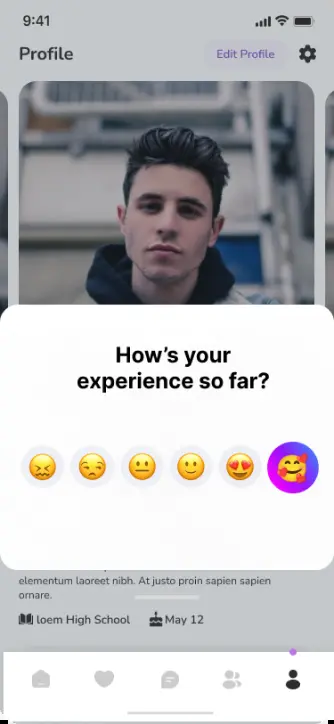 9:41
Profile
Edit Profile
How’s your
experience so far?
elementum laoreet nibh. At justo proin sapien sapien
ornare.
loem High School
May 12